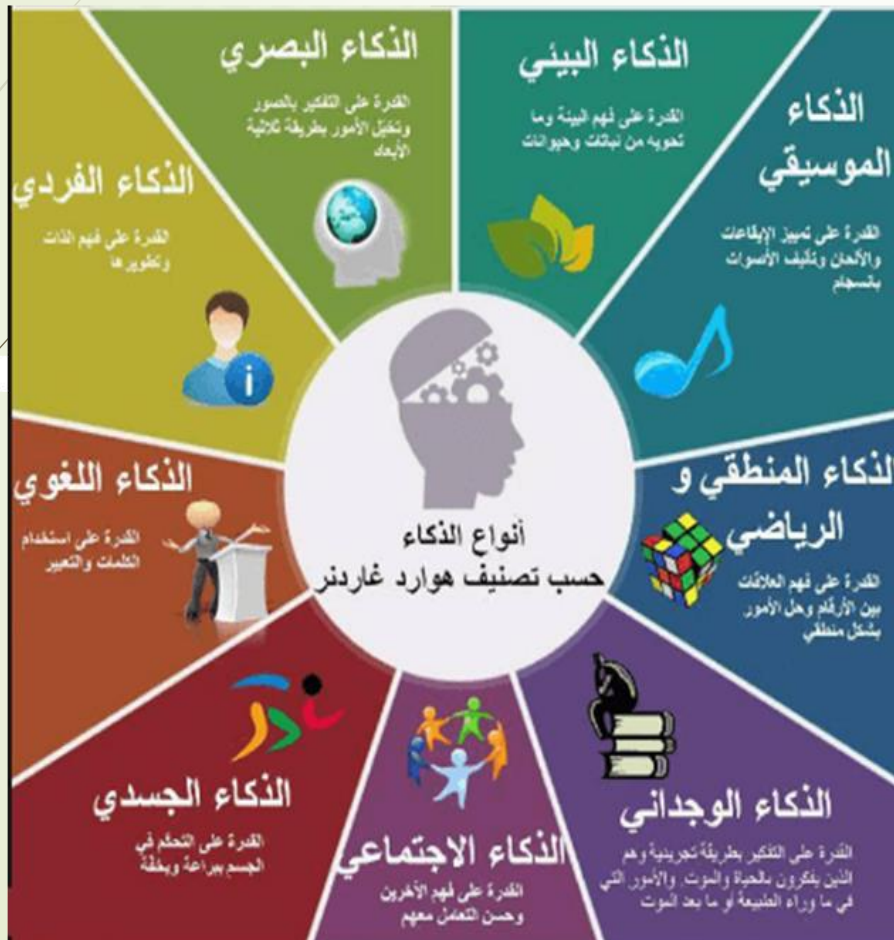 الذكاء البصري
القدرة على التفكير بالصور
وتخيّل الأمور بطريقة ثلاثية
الأبعاد
الذكاء البيئي
القدرة على فهم البيئة وما
تحويه من نباتات وحيوانات
الذكاء
الموسيقي
القدرة على تمييز الإيقاعات
والألحان وتأليف الأصوات
بانسجام
الذكاء الفردي
القدرة على فهم الذات
وتطويرها
i
الذكاء المنطقي و
الرياضي
القدرة على فهم العلاقات
بين الأرقام وحل الأمور
بشكل منطقي
الذكاء اللغوي
القدرة على استخدام
الكلمات والتعبير
أنواع الذكاء
حسب تصنيف هوارد غاردنر
الذكاء الوجداني
القدرة على التفكير بطريقة تجريدية وهم
الذين يفكرون بالحياة والموت. والأمور التي
في ما وراء الطبيعة أو ما بعد الموت
الذكاء الاجتماعي
القدرة على فهم الآخرين
وحسن التعامل معهم
الذكاء الجسدي
القدرة على التحكّم في
الجسم ببراعة وبخفّة